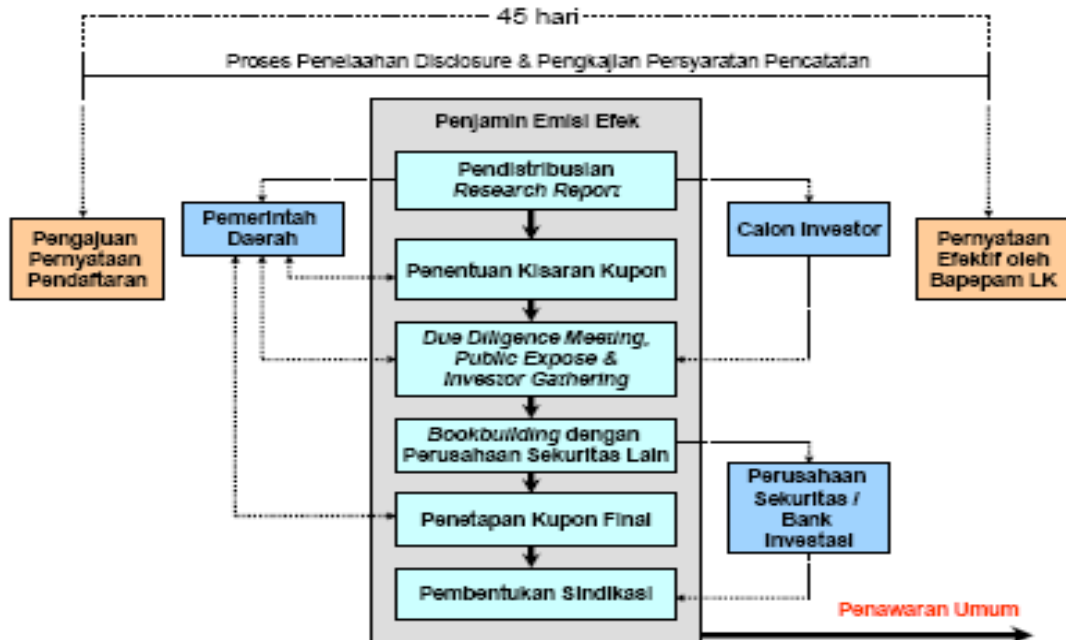 45 hari
Proses Penelaahan Disclosure & Pengkajian Persyaratan Pencatatan
Penjamin Emisi Efek
Pendistribusian
Research Report
Pemerintah
Daerah
Calon Investor
Pengajuan
Pernyataan
Pendaftaran
Pernyataan
Efektif oleh
Bapepam LK
Penentuan Kisaran Kupon
Due Diligence Meeting,
Public Expose &
Investor Gathering
Bookbuilding dengan
Perusahaan Sekuritas Lain
Perusahaan
Sekuritas /
Bank
Investasi
Penetapan Kupon Final
Pembentukan Sindikasi
Penawaran Umum